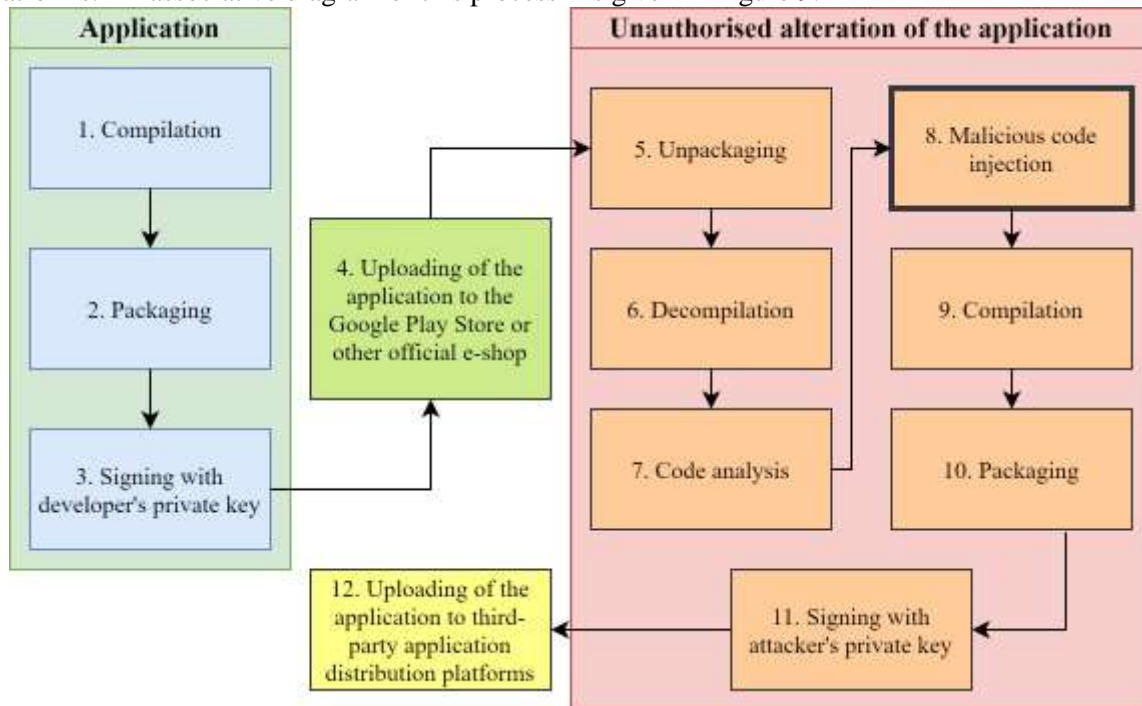 Application
1. Compilation
2. Packaging
3. Signing with
developer's private key
4. Uploading of the
application to the
Google Play Store or
other official e-shop
Unauthorised alteration of the application
5. Unpackaging
6. Decompilation
7. Code analysis
8. Malicious code
injection
9. Compilation
10. Packaging
11. Signing with
attacker's private key
12. Uploading of the
application to third-
party application
distribution platforms